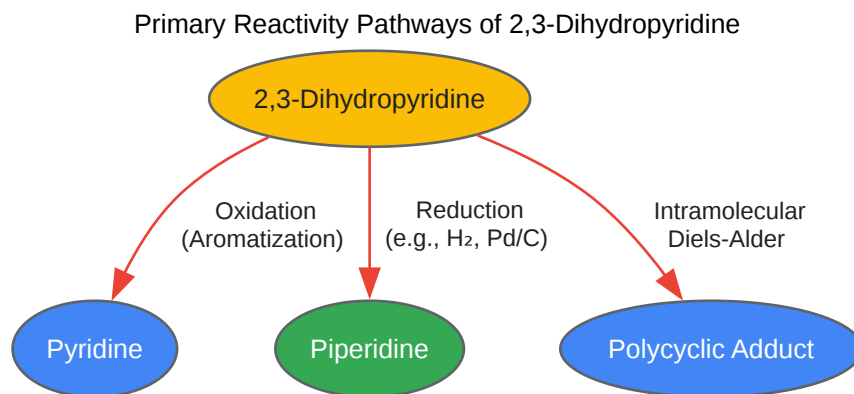 Primary Reactivity Pathways of 2,3-Dihydropyridine
2,3-Dihydropyridine
Oxidation
(Aromatization)
Reduction
(e.g., H₂, Pd/C)
Intramolecular
Diels-Alder
Pyridine
Piperidine
Polycyclic Adduct